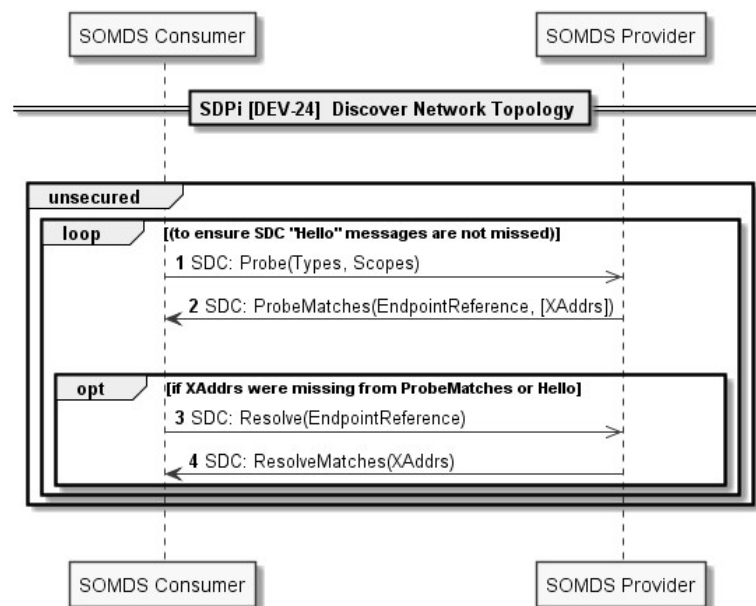 SOMDS Consumer
SOMDS Provider
SDPi [DEV-24]  Discover Network Topology
unsecured
loop
[(to ensure SDC "Hello" messages are not missed)]
1 SDC: Probe(Types, Scopes)
2 SDC: ProbeMatches(EndpointReference, [XAddrs])
opt
[if XAddrs were missing from ProbeMatches or Hello]
3 SDC: Resolve(EndpointReference)
4 SDC: ResolveMatches(XAddrs)
SOMDS Consumer
SOMDS Provider